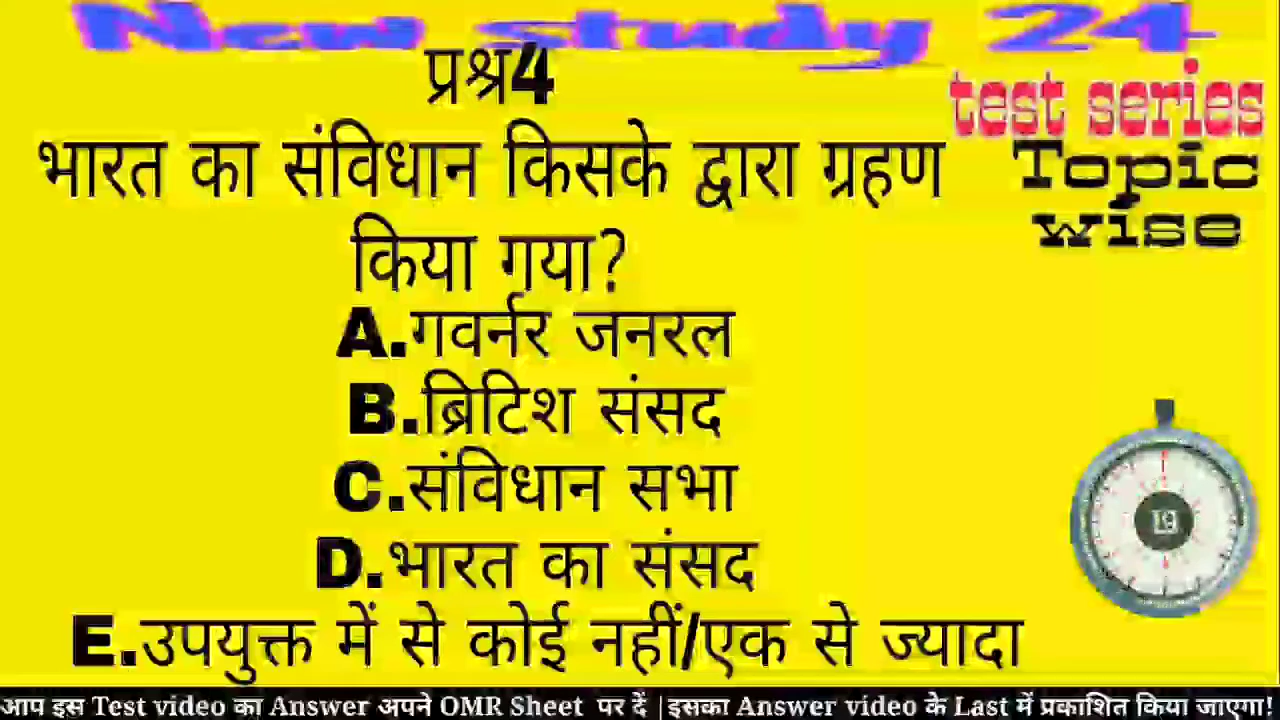 New study 24
test series
Topic
wise
प्रश्न4
भारत का संविधान किसके द्वारा ग्रहण
किया गया?
A.गवर्नर जनरल
B.ब्रिटिश संसद
C.संविधान सभा
D.भारत का संसद
E.उपयुक्त में से कोई नहीं/एक से ज्यादा
आप इस Test video का Answer अपने OMR Sheet पर दें |इसका Answer video के Last में प्रकाशित किया जाएगा!